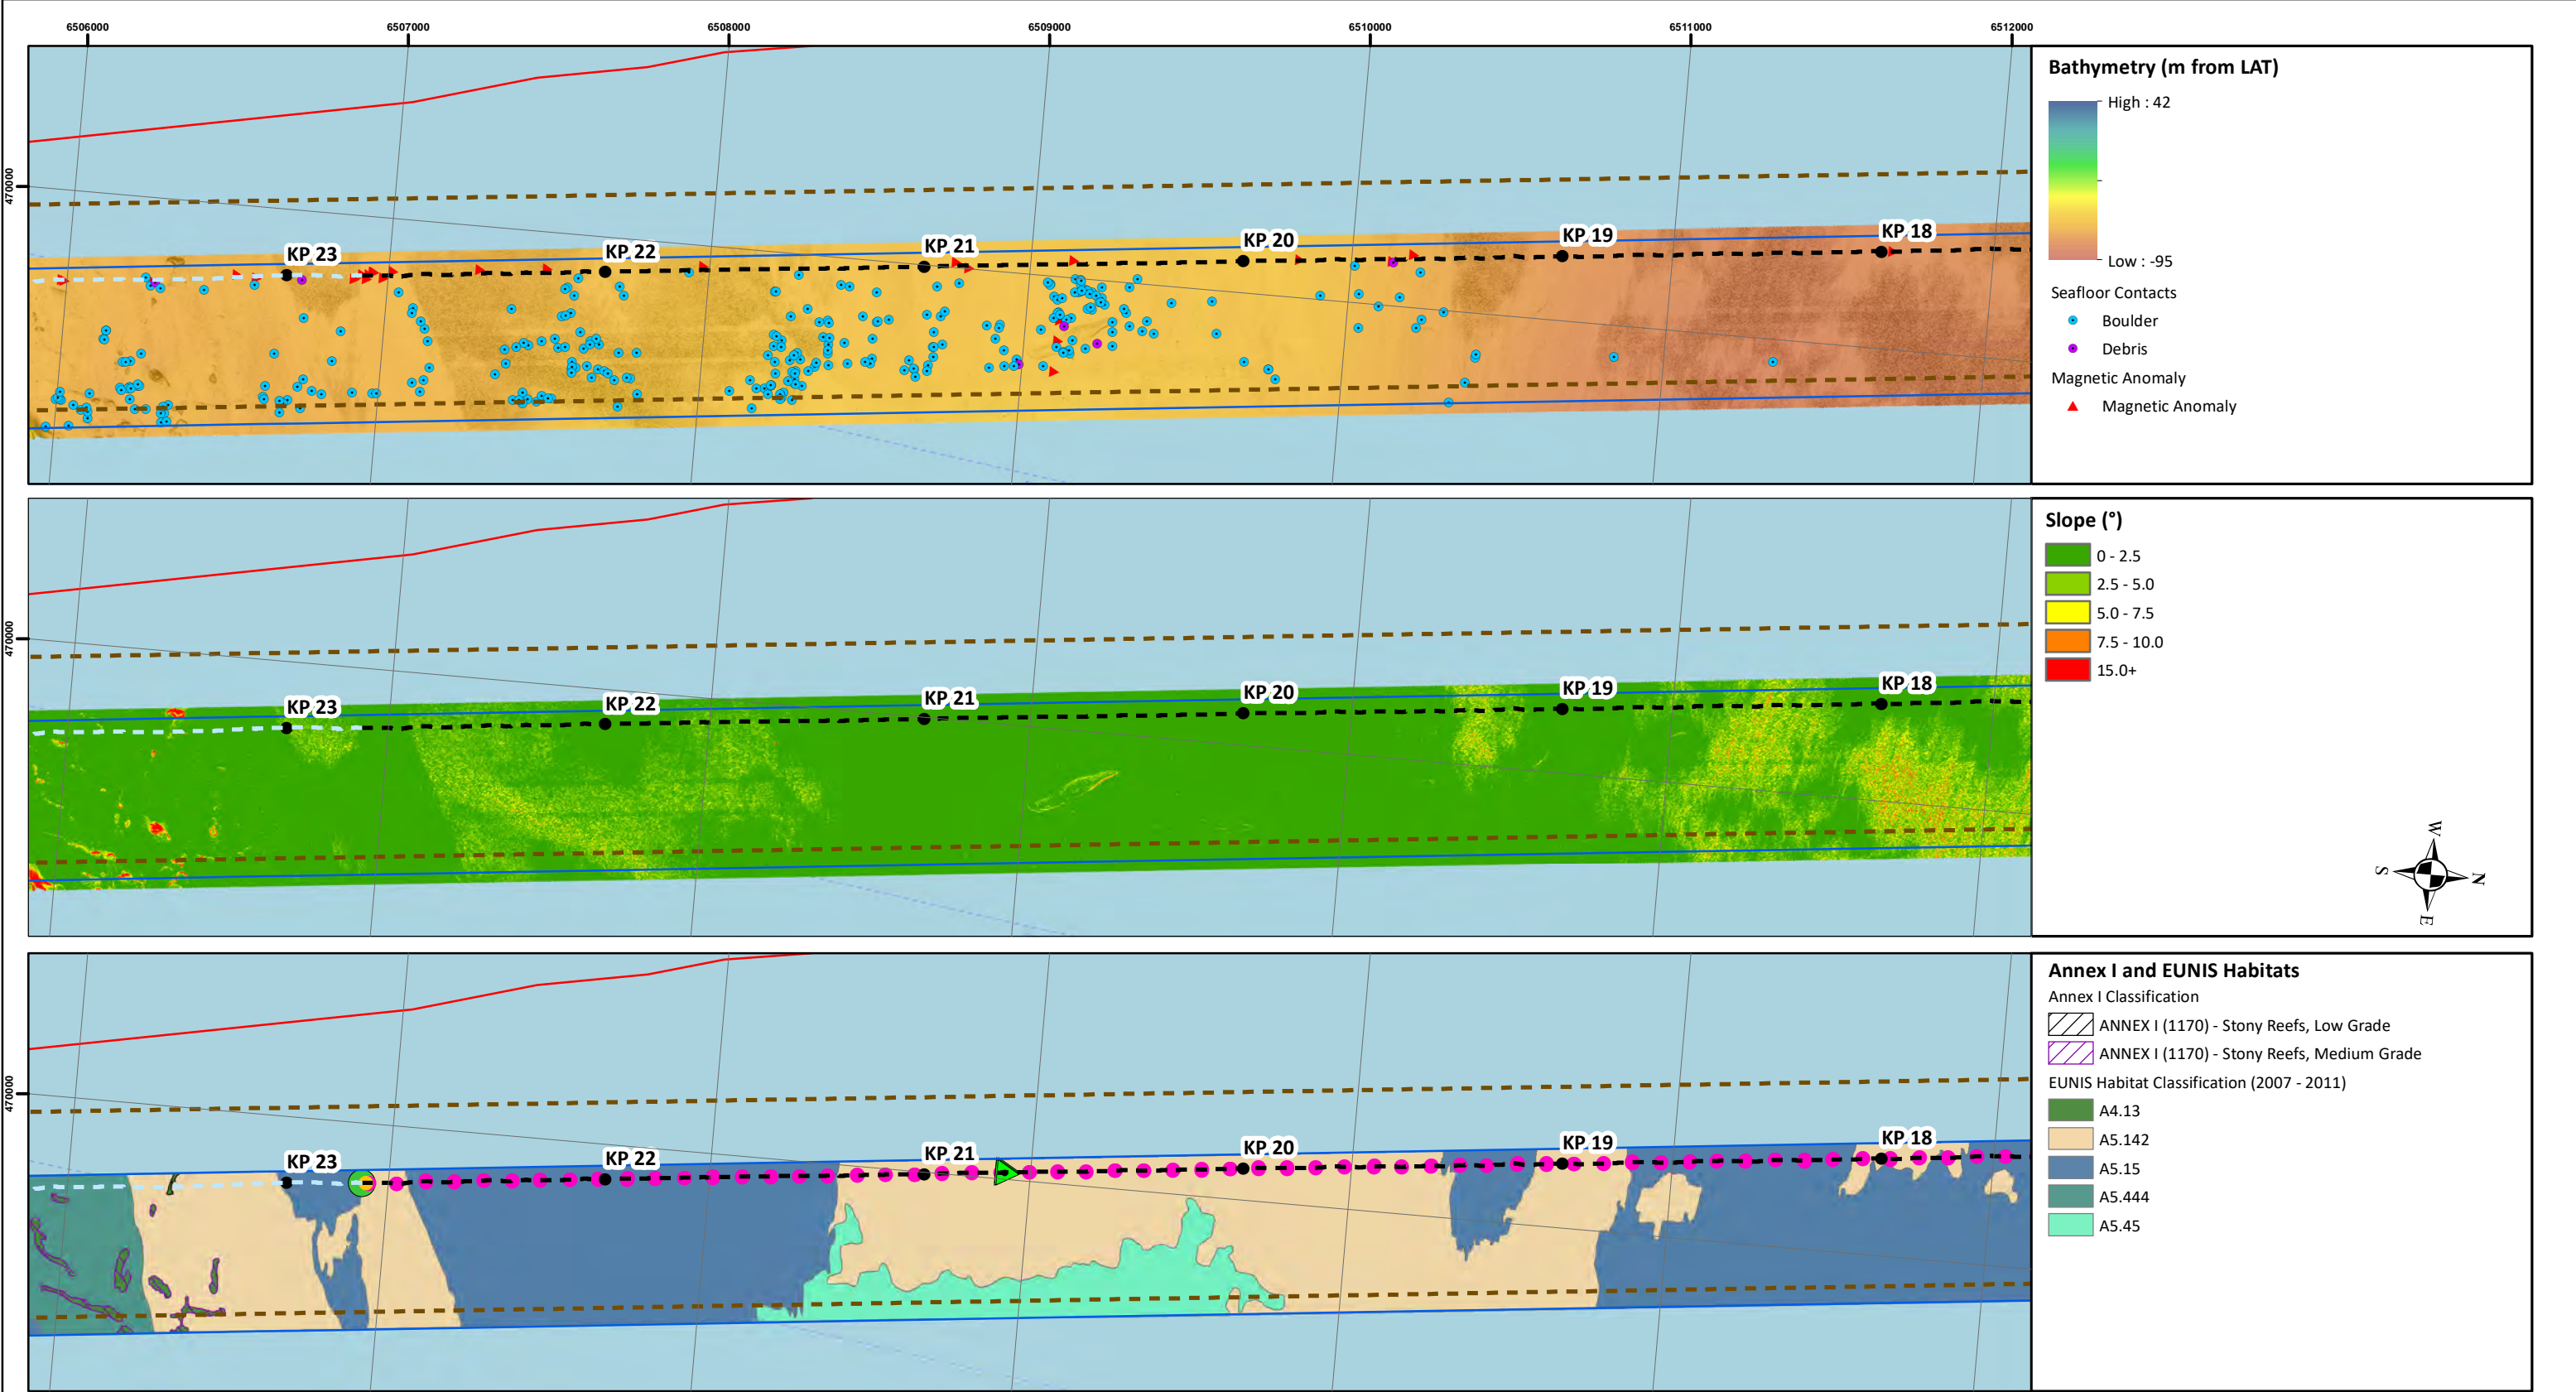 6506000 6507000 6508000 6509000 6510000 6511000 6512000
470000
KP 23 KP 22 KP 21 KP 20 KP 19 KP 18
Bathymetry (m from LAT)
High : 42
Low : -95
Seafloor Contacts
Boulder
Debris
Magnetic Anomaly
Magnetic Anomaly
470000
KP 23 KP 22 KP 21 KP 20 KP 19 KP 18
Slope (°)
0 - 2.5
2.5 - 5.0
5.0 - 7.5
7.5 - 10.0
15.0+
W
S N
E
470000
KP 23 KP 22 KP 21 KP 20 KP 19 KP 18
Annex I and EUNIS Habitats
Annex I Classification
ANNEX I (1170) - Stony Reefs, Low Grade
ANNEX I (1170) - Stony Reefs, Medium Grade
EUNIS Habitat Classification (2007 - 2011)
A4.13
A5.142
A5.15
A5.444
A5.45